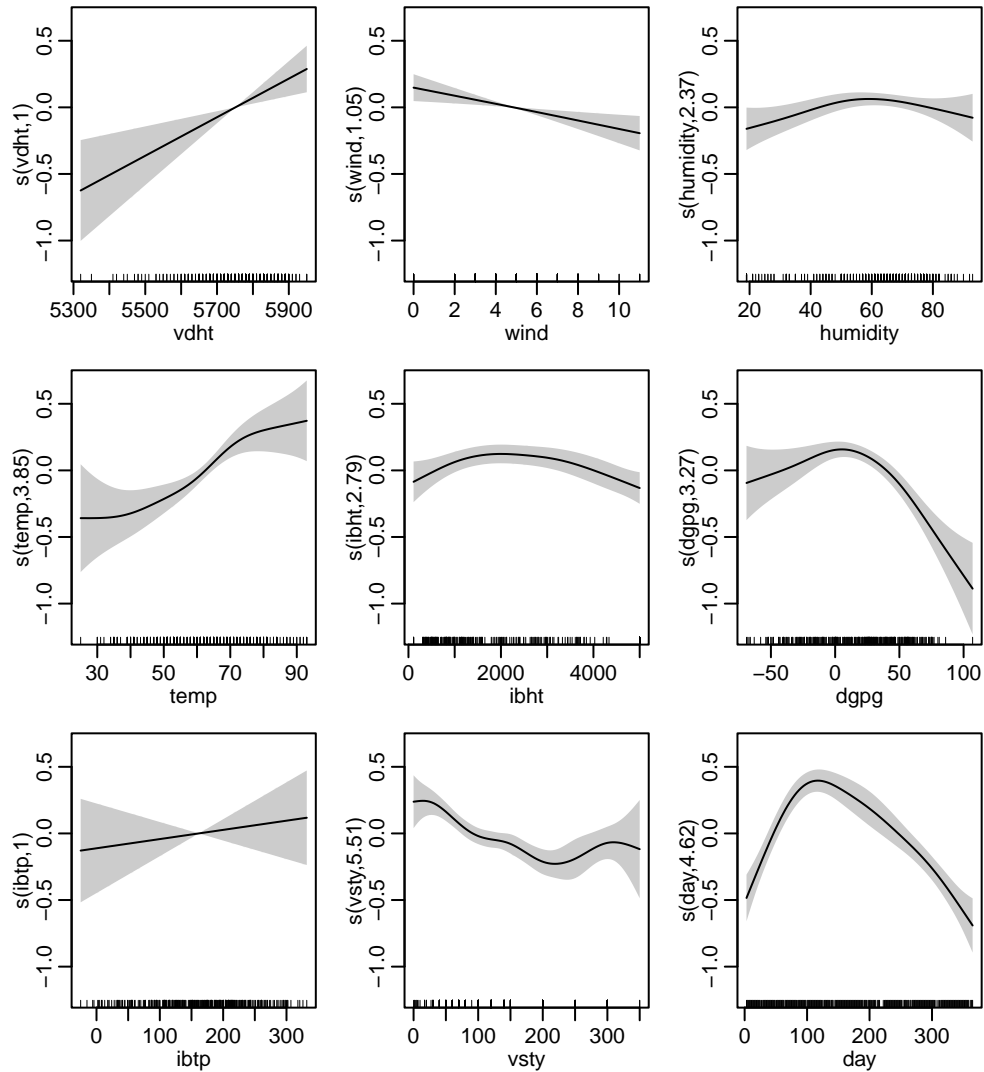 0.5
0.0
−0.5
−1.0
s(vdht,1)
5300 5500 5700 5900
vdht
0.5
0.0
−0.5
−1.0
s(wind,1.05)
0 2 4 6 8 10
wind
0.5
0.0
−0.5
−1.0
s(humidity,2.37)
20 40 60 80
humidity
0.5
0.0
−0.5
−1.0
s(temp,3.85)
30 50 70 90
temp
0.5
0.0
−0.5
−1.0
s(ibht,2.79)
0 2000 4000
ibht
0.5
0.0
−0.5
−1.0
s(dgpg,3.27)
−50 0 50 100
dgpg
0.5
0.0
−0.5
−1.0
s(ibtp,1)
0 100 200 300
ibtp
0.5
0.0
−0.5
−1.0
s(vsty,5.51)
0 100 200 300
vsty
0.5
0.0
−0.5
−1.0
s(day,4.62)
0 100 200 300
day